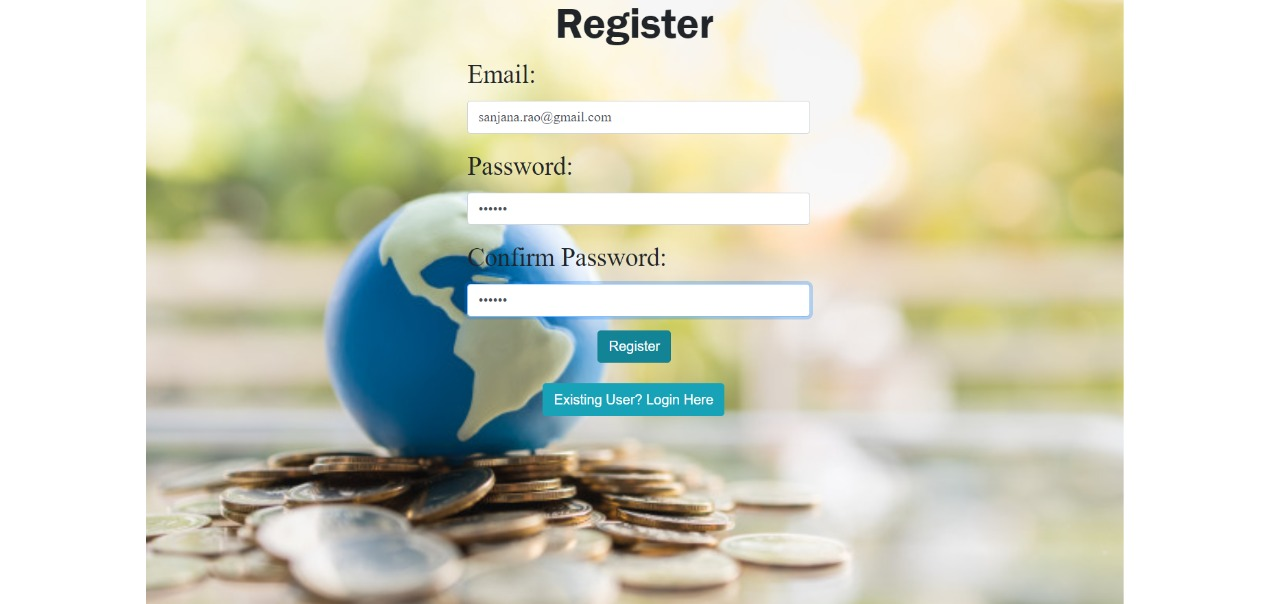 Register
Email:
sanjana.rao@gmail.com
Password:
••••••
Confirm Password:
••••••
Register
Existing User? Login Here